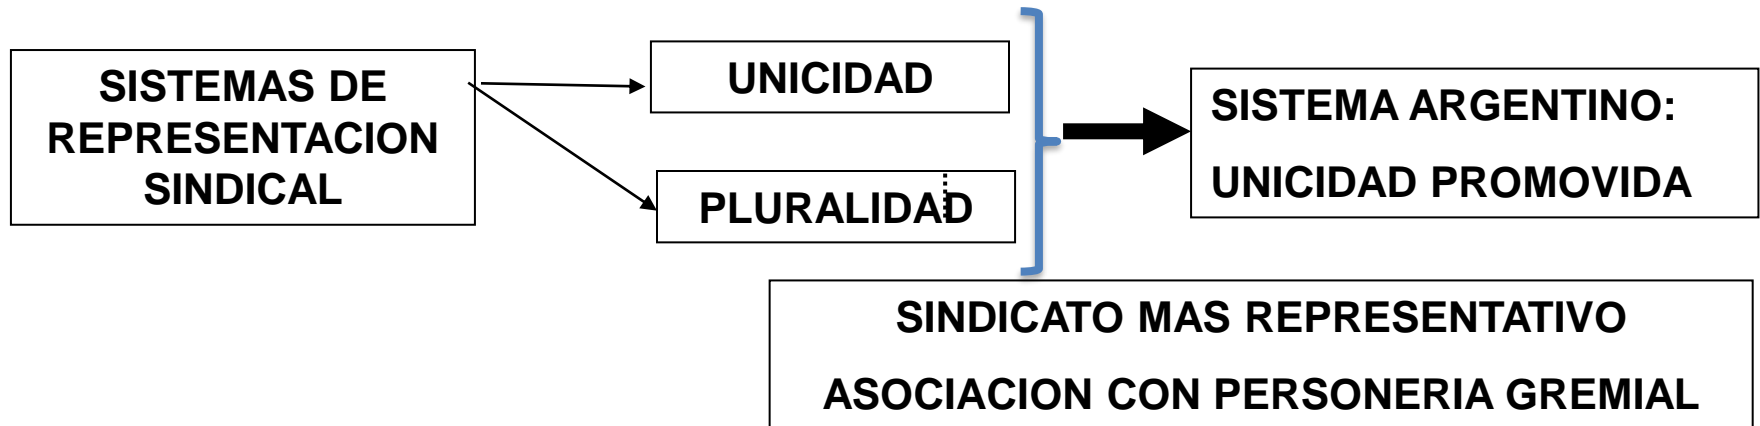 SISTEMAS DE
REPRESENTACION
SINDICAL
UNICIDAD
PLURALIDAD
SISTEMA ARGENTINO:
UNICIDAD PROMOVIDA
SINDICATO MAS REPRESENTATIVO
ASOCIACION CON PERSONERIA GREMIAL